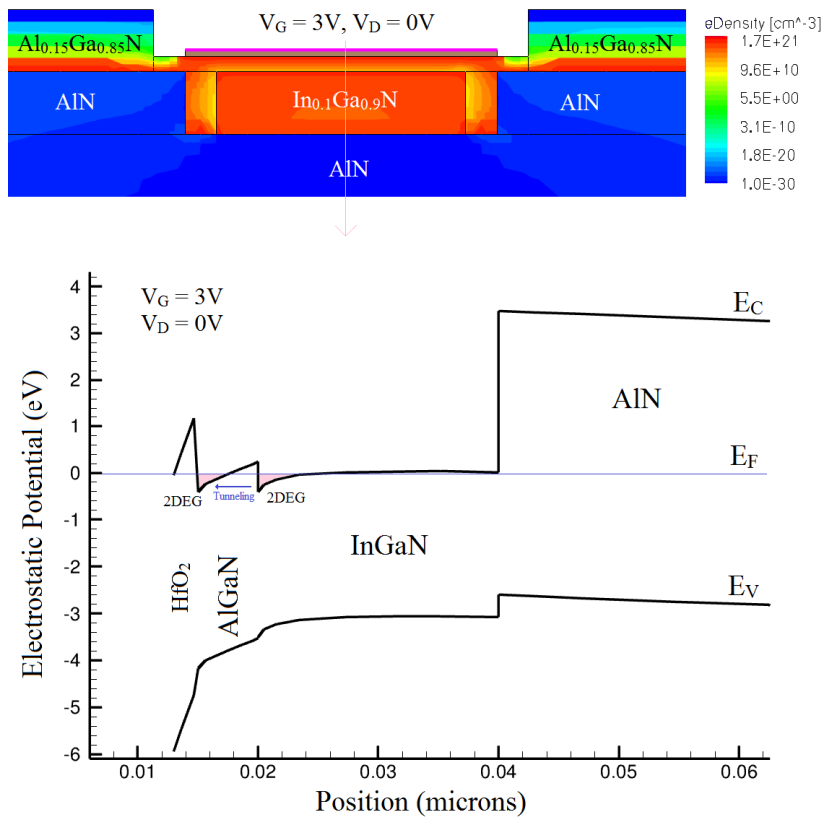 V_G = 3V, V_D = 0V
eDensity [cm^-3]
Al₀.₁₅Ga₀.₈₅N
Al₀.₁₅Ga₀.₈₅N
1.7E+21
9.6E+10
5.5E+00
3.1E-10
1.8E-20
1.0E-30
AlN
In₀.₁Ga₀.₉N
AlN
AlN
Electrostatic Potential (eV)
4
3
2
1
0
-1
-2
-3
-4
-5
-6
V_G = 3V
V_D = 0V
E_C
AlN
E_F
2DEG
Tunneling
2DEG
InGaN
HfO₂
AlGaN
E_V
0.01
0.02
0.03
0.04
0.05
0.06
Position (microns)